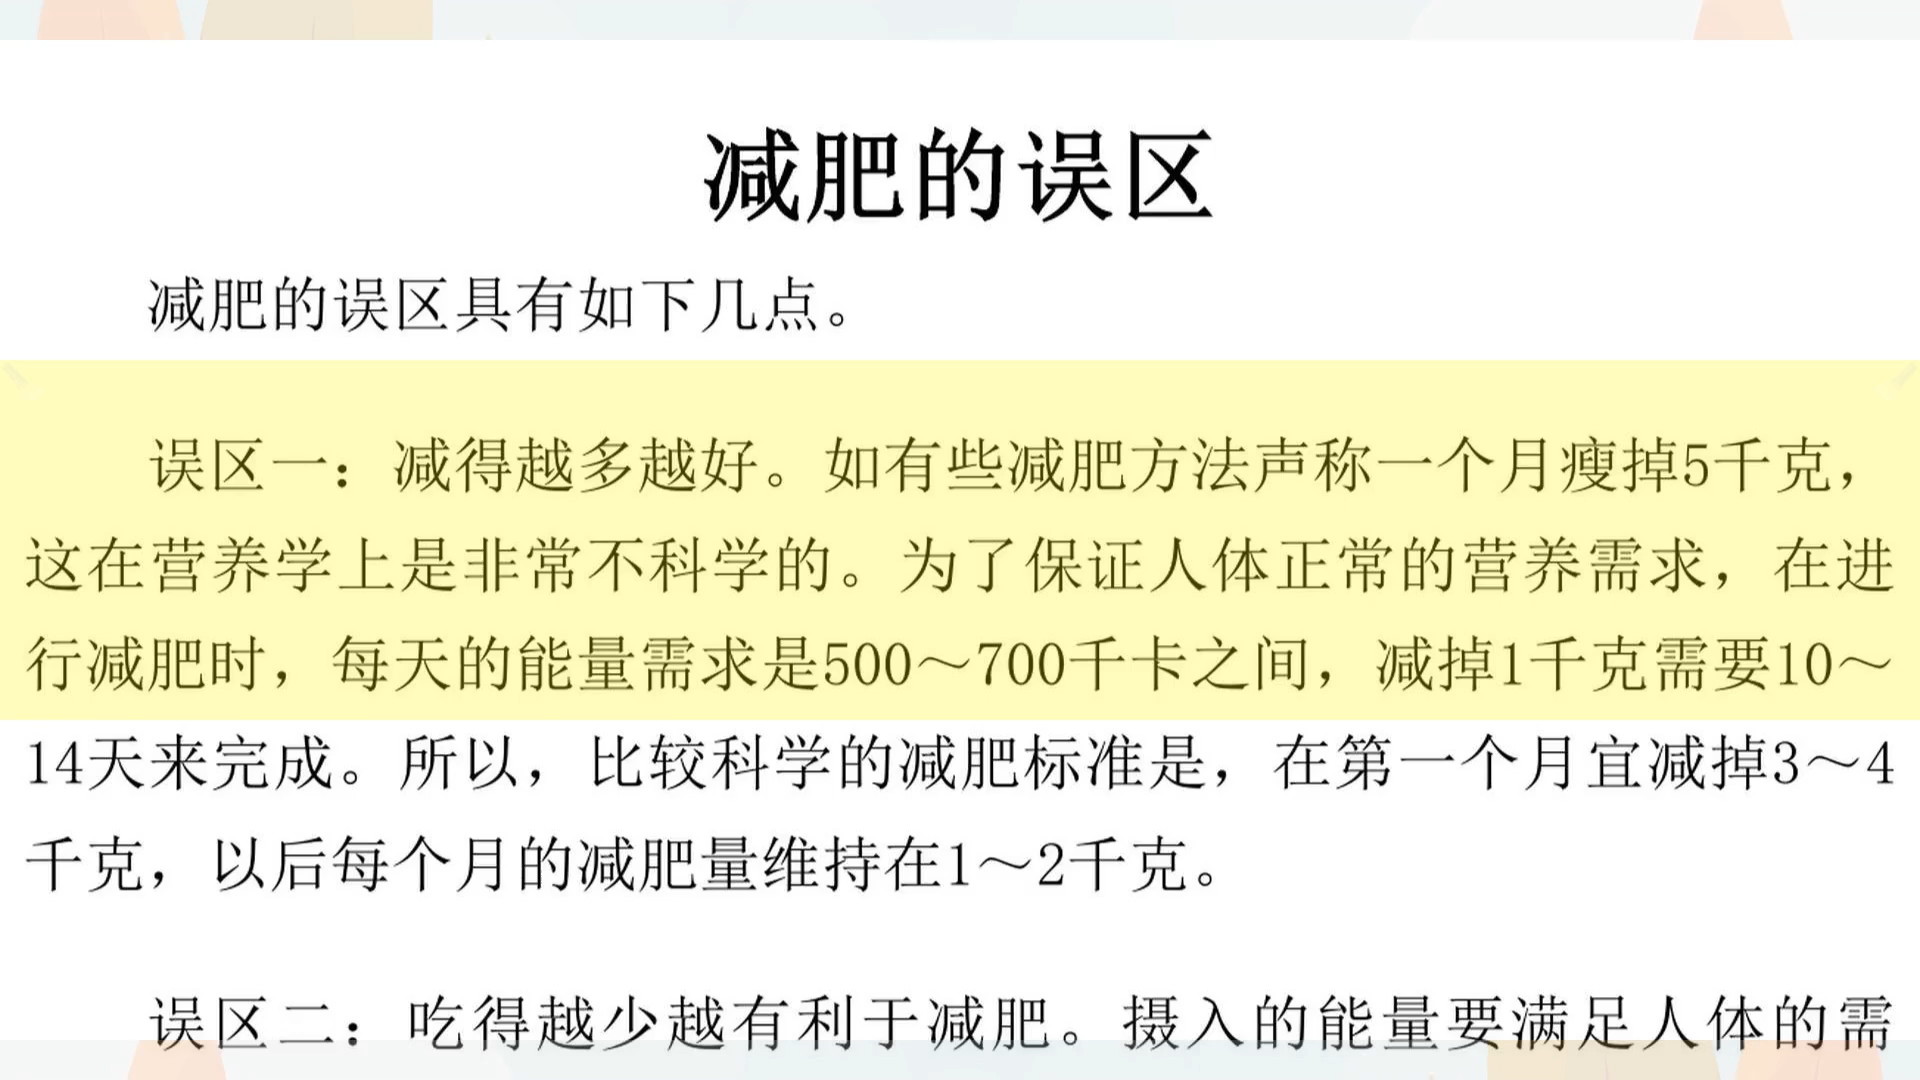 减肥的误区
减肥的误区具有如下几点。
误区一：减得越多越好。如有些减肥方法声称一个月瘦掉5千克，
这在营养学上是非常不科学的。为了保证人体正常的营养需求，在进
行减肥时，每天的能量需求是500～700千卡之间，减掉1千克需要10～
14天来完成。所以，比较科学的减肥标准是，在第一个月宜减掉3～4
千克，以后每个月的减肥量维持在1～2千克。
误区二：吃得越少越有利于减肥。摄入的能量要满足人体的需